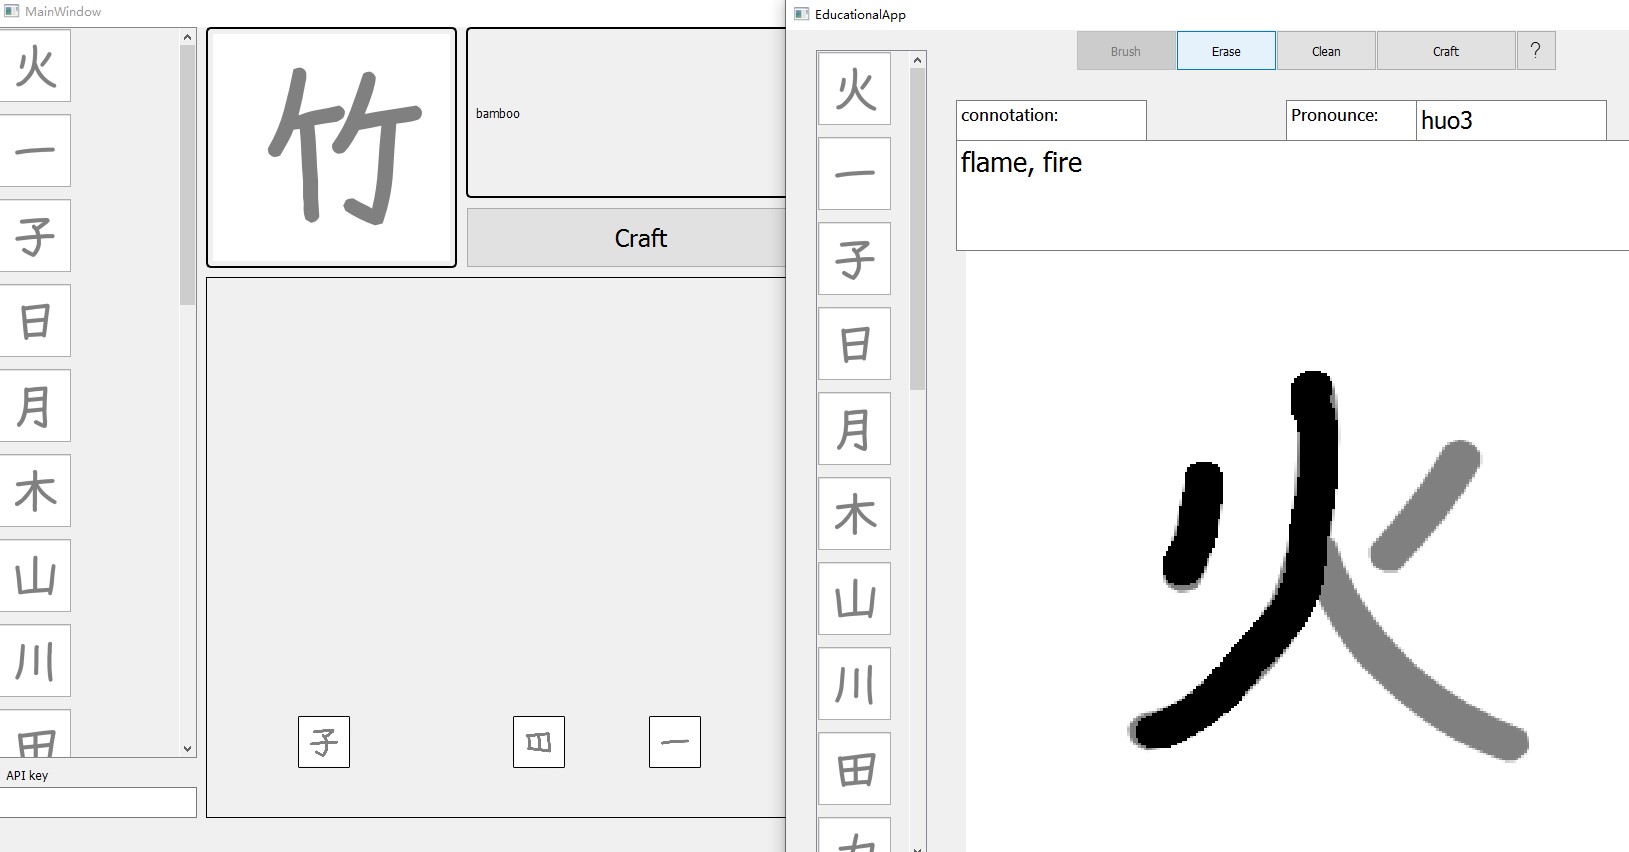 MainWindow
火
一
子
日
月
木
山
川
田
API key
竹
bamboo
Craft
子
四
一
EducationalApp
Brush
Erase
Clean
Craft
?
火
一
子
日
月
木
山
川
田
connotation:
Pronounce: huo3
flame, fire
火